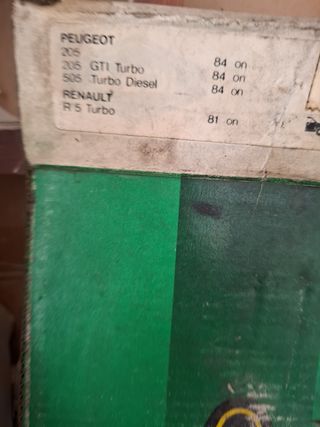 PEUGEOT
205 84 on
205 GTI Turbo 84 on
505 Turbo Diesel 84 on
RENAULT
R'5 Turbo 81 on